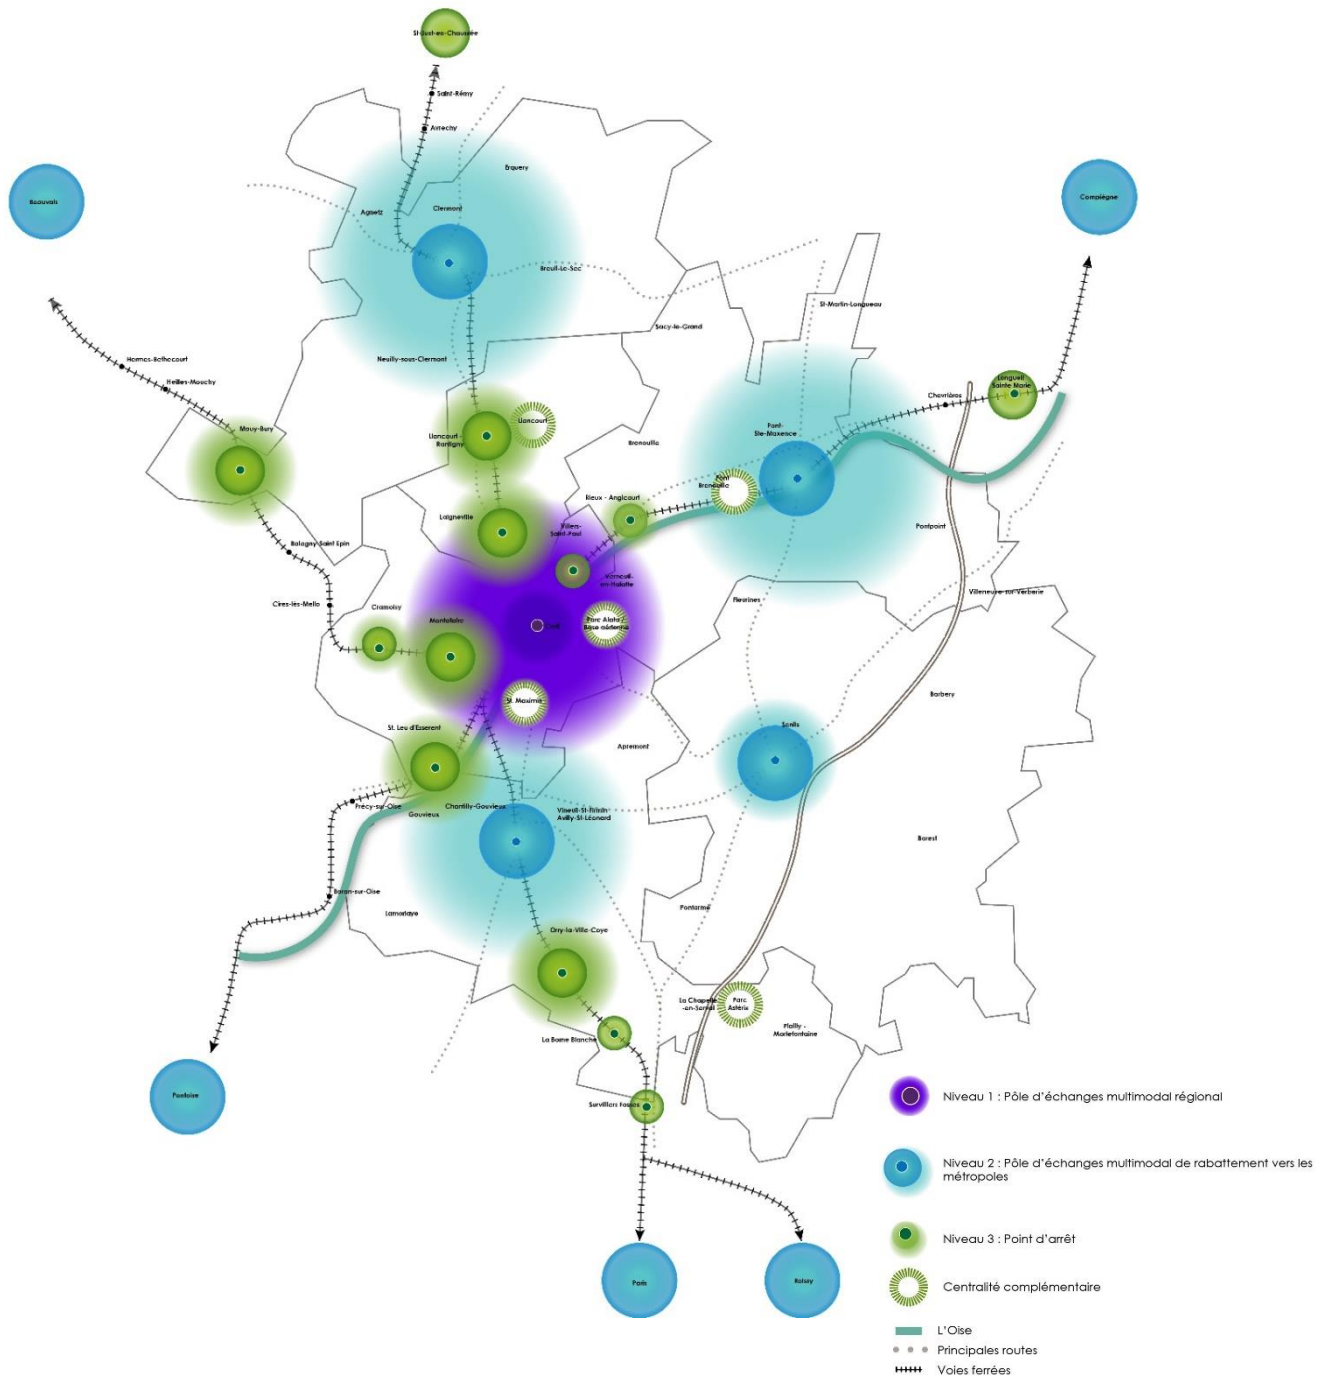 St-Just-en-Chaussée
Saint-Rémy
Avrechy
Erquery
Beauvais
Compiègne
Agnetz
Clermont
Breuil-Le-Sec
St-Martin-Longueau
Sacy-le-Grand
Neuilly-sous-Clermont
Hermes-Bethecourt
Heilles-Mouchy
Longueil
Sainte Marie
Chevrières
Mouy-Bury
Liancourt -
Rantigny
Liancourt
Brenouille
Pont-
Ste-Maxence
Pont
Brenouille
Rieux - Angicourt
Laigneville
Villers-
Saint-Paul
Pontpoint
Balagny-Saint Epin
Verneuil-
en-Halatte
Villeneuve-sur-Verberie
Fleurines
Cires-lès-Mello
Cramoisy
Montataire
Creil
Parc Alata /
Base aérienne
Barbery
St. Maximin
St. Leu d'Esserent
Apremont
Senlis
Précy-sur-Oise
Chantilly-Gouvieux
Gouvieux
Vineuil-St-Firmin
Avilly-St-Léonard
Borest
Boran-sur-Oise
Lamorlaye
Pontarmé
Orry-la-Ville-Coye
La Chapelle
-en-Serval
Parc
Astérix
Plailly -
Mortefontaine
La Borne Blanche
Pontoise
Survilliers Fosses
Paris
Roissy
Niveau 1 : Pôle d'échanges multimodal régional
Niveau 2 : Pôle d'échanges multimodal de rabattement vers les
métropoles
Niveau 3 : Point d'arrêt
Centralité complémentaire
L'Oise
Principales routes
Voies ferrées